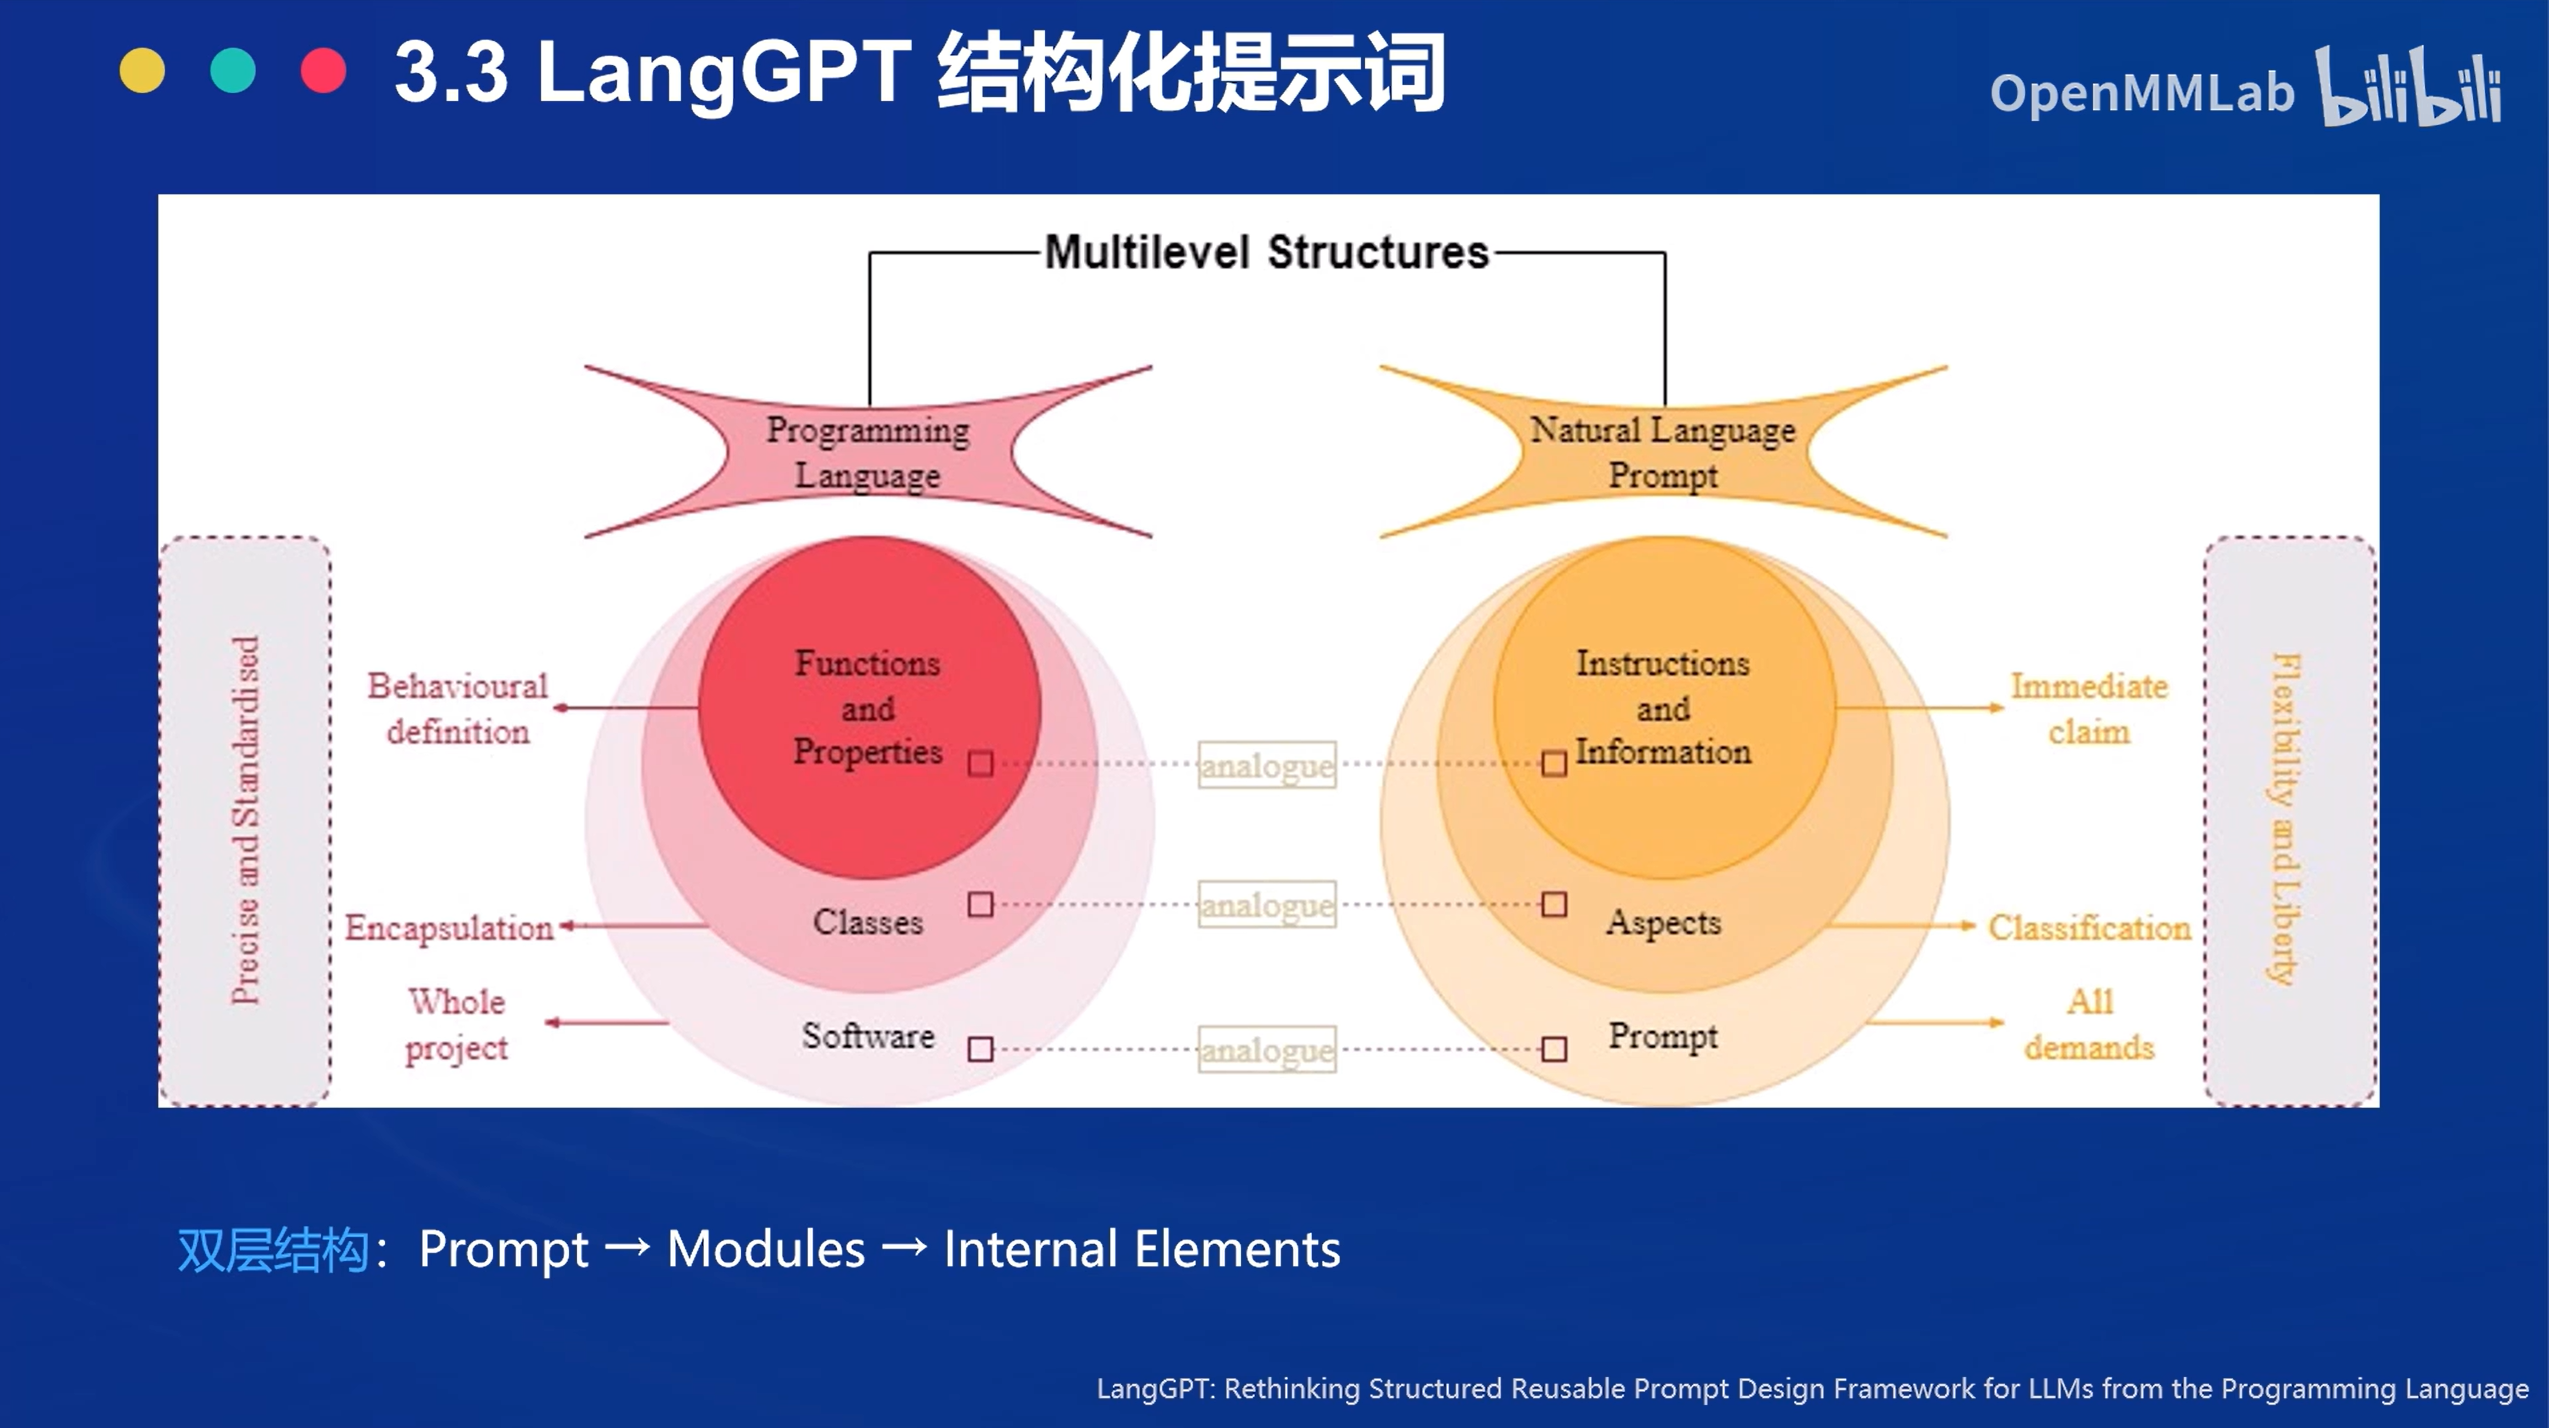 3.3 LangGPT 结构化提示词
OpenMMLab bilibili
Multilevel Structures
Programming
Language
Natural Language
Prompt
Precise and Standardised
Behavioural
definition
Encapsulation
Whole
project
Functions
and
Properties
Classes
Software
analogue
analogue
analogue
Instructions
and
Information
Aspects
Prompt
Immediate
claim
Classification
All
demands
Flexibility and Liberty
双层结构：Prompt → Modules → Internal Elements
LangGPT: Rethinking Structured Reusable Prompt Design Framework for LLMs from the Programming Language